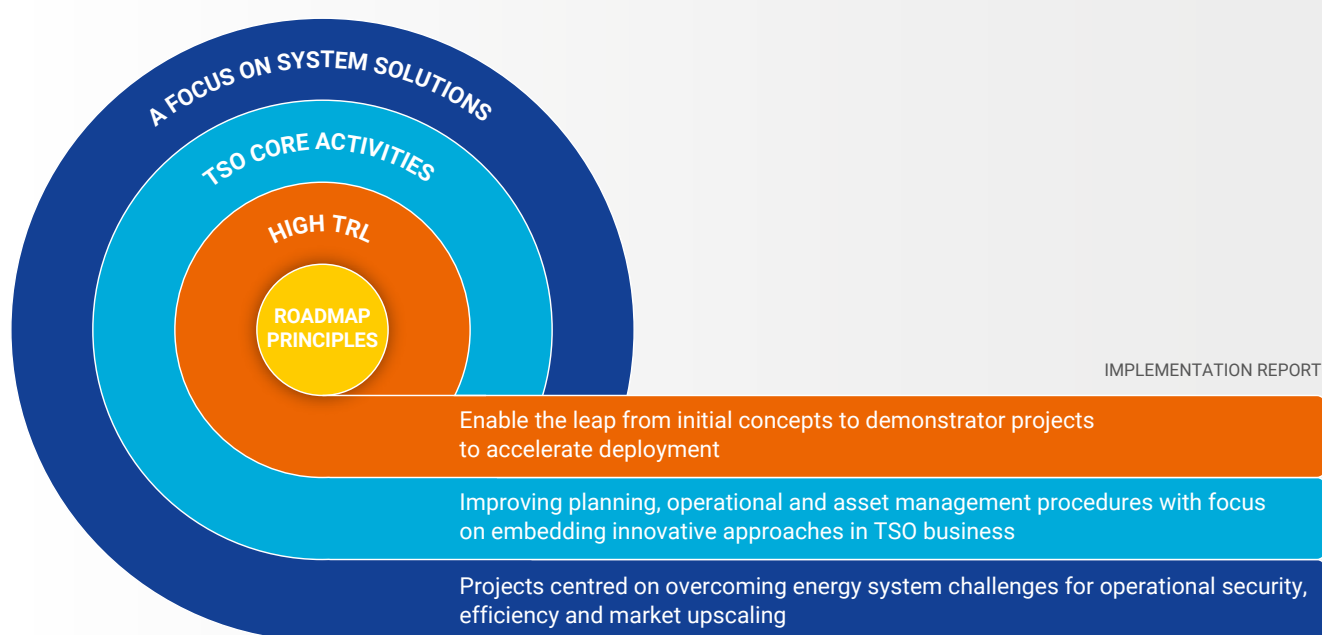 A FOCUS ON SYSTEM SOLUTIONS
TSO CORE ACTIVITIES
HIGH TRL
ROADMAP
PRINCIPLES
IMPLEMENTATION REPORT
Enable the leap from initial concepts to demonstrator projects
to accelerate deployment
Improving planning, operational and asset management procedures with focus
on embedding innovative approaches in TSO business
Projects centred on overcoming energy system challenges for operational security,
efficiency and market upscaling